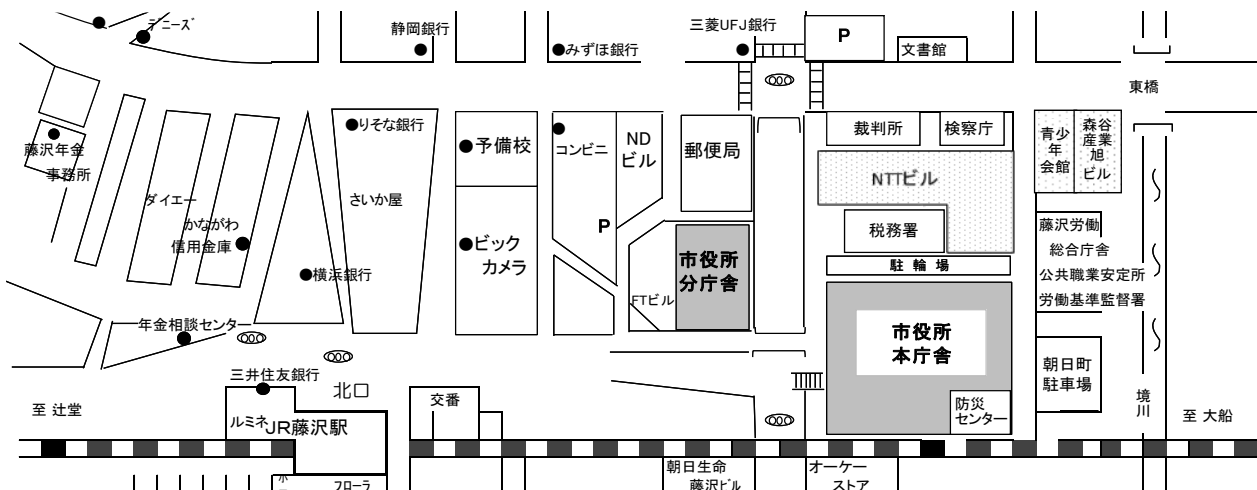 デニーズ
静岡銀行
みずほ銀行
三菱UFJ銀行
P
文書館
東橋
藤沢年金
事務所
りそな銀行
予備校
コンビニ
ND
ビル
郵便局
裁判所
検察庁
青少
年
会館
森谷
産業
旭
ビル
NTTビル
ダイエー
さいか屋
かながわ
信用金庫
P
ビック
カメラ
税務署
藤沢労働
総合庁舎
公共職業安定所
労働基準監督署
横浜銀行
FTビル
市役所
分庁舎
駐輪場
年金相談センター
市役所
本庁舎
朝日町
駐車場
三井住友銀行
北口
ルミネ
JR藤沢駅
交番
防災
センター
境
川
至 辻堂
至 大船
フローラ
朝日生命
藤沢ビル
オーケー
ストア